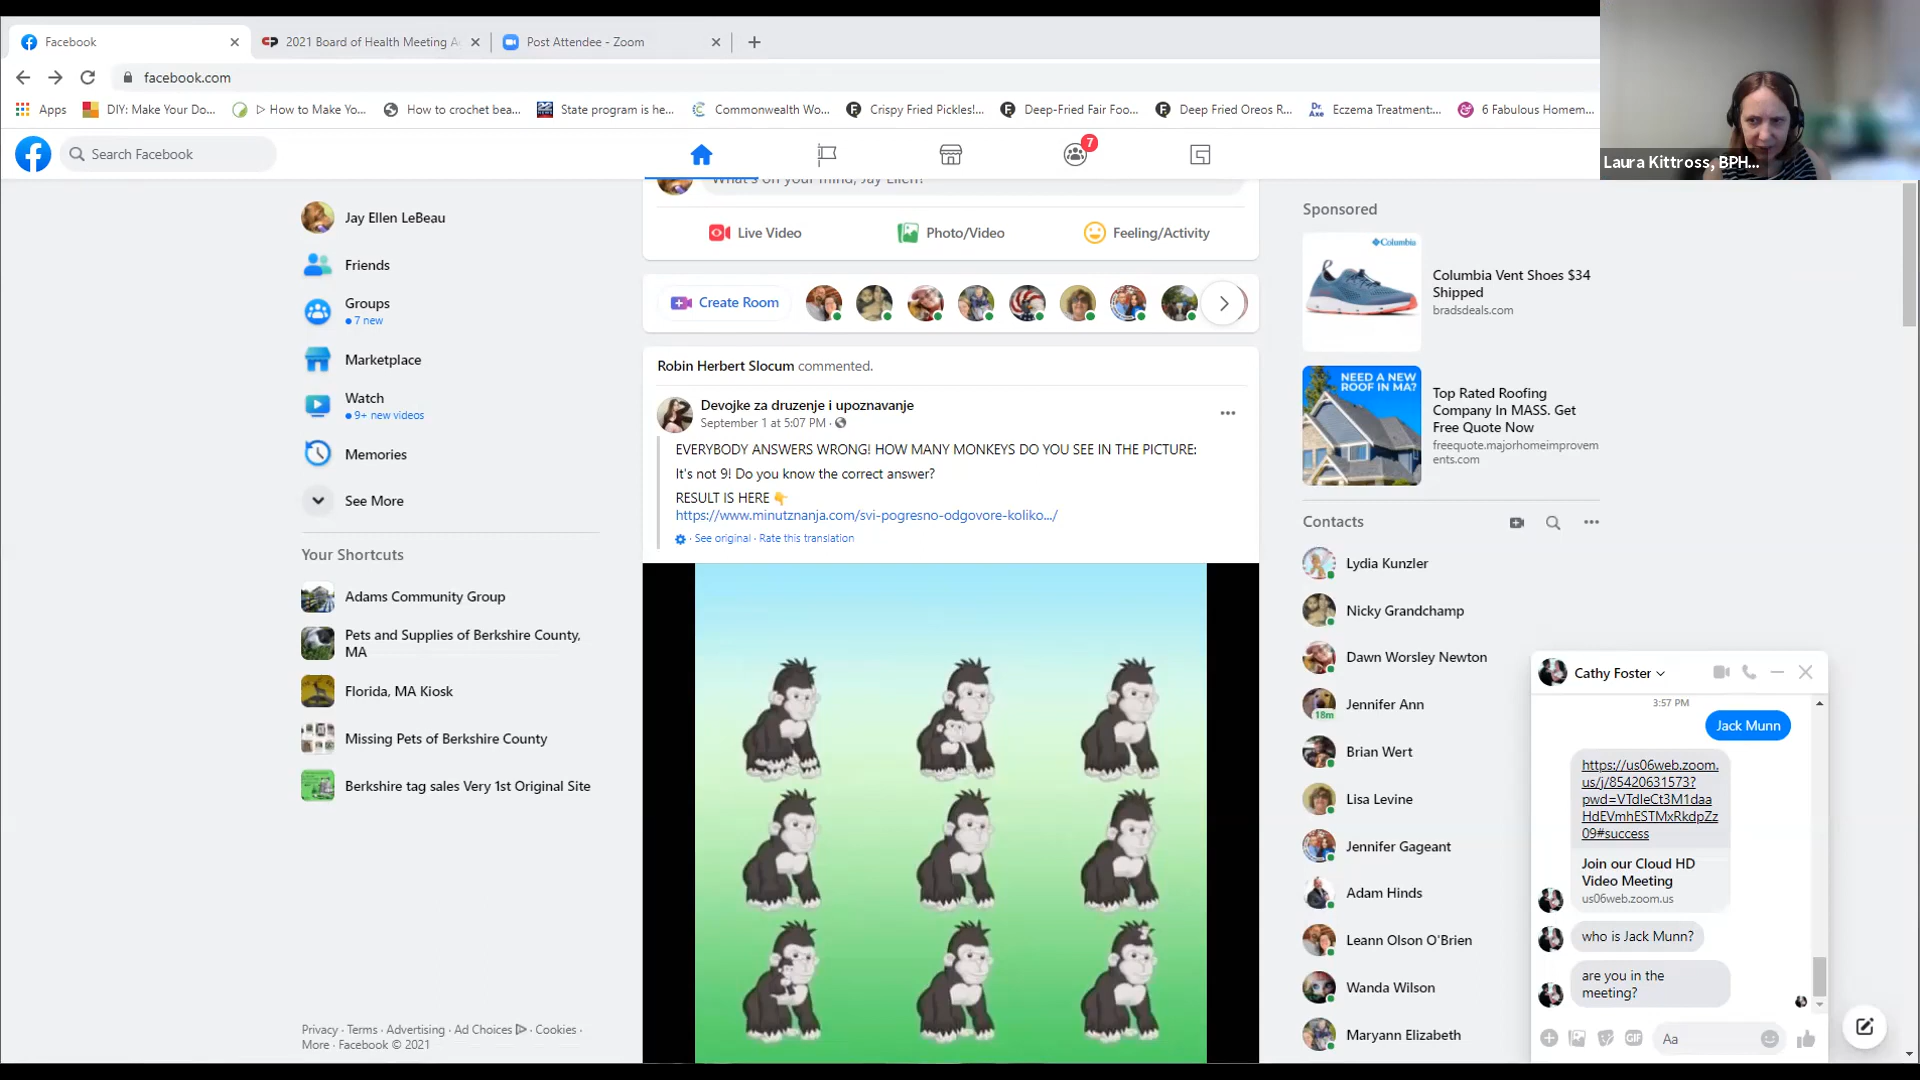 Facebook
2021 Board of Health Meeting A
Post Attendee - Zoom
facebook.com
Apps
DIY: Make Your Do...
▷ How to Make Yo...
How to crochet bea...
State program is he...
Commonwealth Wo...
Crispy Fried Pickles!...
Deep-Fried Fair Foo...
Deep Fried Oreos R...
Dr. Axe
Eczema Treatment:...
6 Fabulous Homem...
Laura Kittross, BPH...
Search Facebook
7
What's on your mind, Jay Ellen?
Live Video
Photo/Video
Feeling/Activity
Create Room
Jay Ellen LeBeau
Friends
Groups
7 new
Marketplace
Watch
9+ new videos
Memories
See More
Your Shortcuts
Adams Community Group
Pets and Supplies of Berkshire County,
MA
Florida, MA Kiosk
Missing Pets of Berkshire County
Berkshire tag sales Very 1st Original Site
Privacy · Terms · Advertising · Ad Choices ▷ · Cookies ·
More · Facebook © 2021
Robin Herbert Slocum commented.
Devojke za druzenje i upoznavanje
September 1 at 5:07 PM ·
EVERYBODY ANSWERS WRONG! HOW MANY MONKEYS DO YOU SEE IN THE PICTURE:
It's not 9! Do you know the correct answer?
RESULT IS HERE 👇
https://www.minutznanja.com/svi-pogresno-odgovore-koliko.../
· See original · Rate this translation
Sponsored
Columbia
Columbia Vent Shoes $34
Shipped
bradsdeals.com
NEED A NEW
ROOF IN MA?
Top Rated Roofing
Company In MASS. Get
Free Quote Now
freequote.majorhomeimprovem
ents.com
Contacts
Lydia Kunzler
Nicky Grandchamp
Dawn Worsley Newton
18m
Jennifer Ann
Brian Wert
Lisa Levine
Jennifer Gageant
Adam Hinds
Leann Olson O'Brien
Wanda Wilson
Maryann Elizabeth
Cathy Foster
3:57 PM
Jack Munn
https://us06web.zoom.
us/j/85420631573?
pwd=VTdIeCt3M1daa
HdEVmhESTMxRkdpZz
09#success
Join our Cloud HD
Video Meeting
us06web.zoom.us
who is Jack Munn?
are you in the
meeting?
GIF
Aa